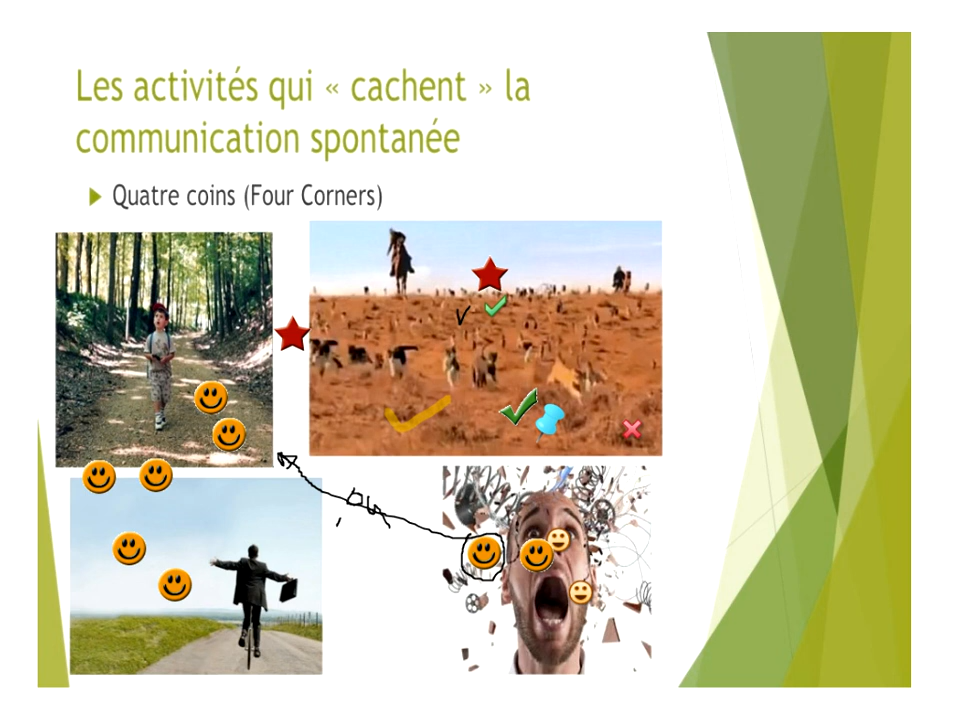 Les activités qui « cachent » la
communication spontanée
Quatre coins (Four Corners)